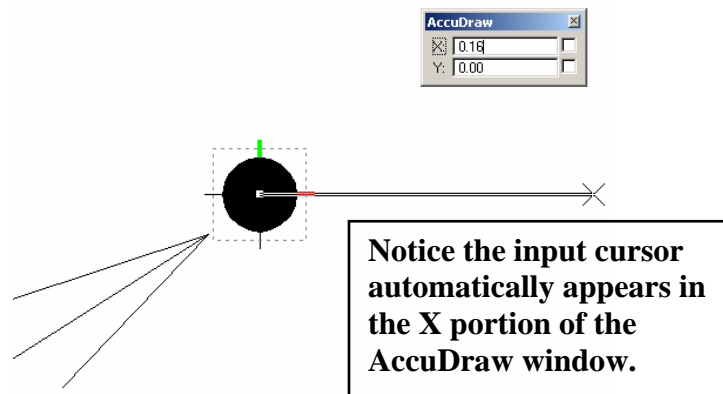 AccuDraw
X: 0.16
Y: 0.00
Notice the input cursor
automatically appears in
the X portion of the
AccuDraw window.